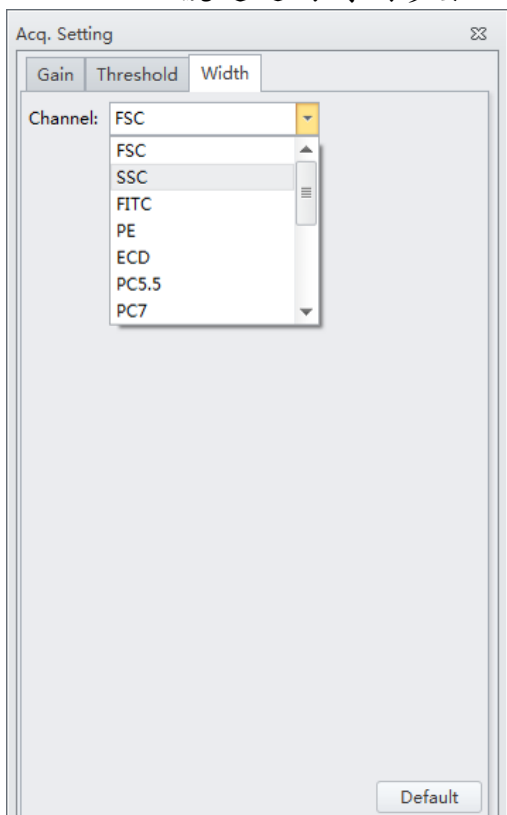 Acq. Setting
Gain Threshold Width
Channel: FSC
FSC
SSC
FITC
PE
ECD
PC5.5
PC7
Default